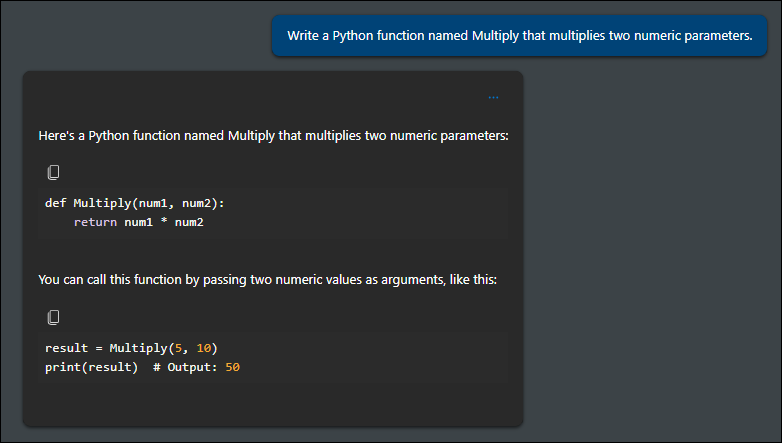 Write a Python function named Multiply that multiplies two numeric parameters.
...
Here's a Python function named Multiply that multiplies two numeric parameters:
def Multiply(num1, num2):
    return num1 * num2
You can call this function by passing two numeric values as arguments, like this:
result = Multiply(5, 10)
print(result)  # Output: 50